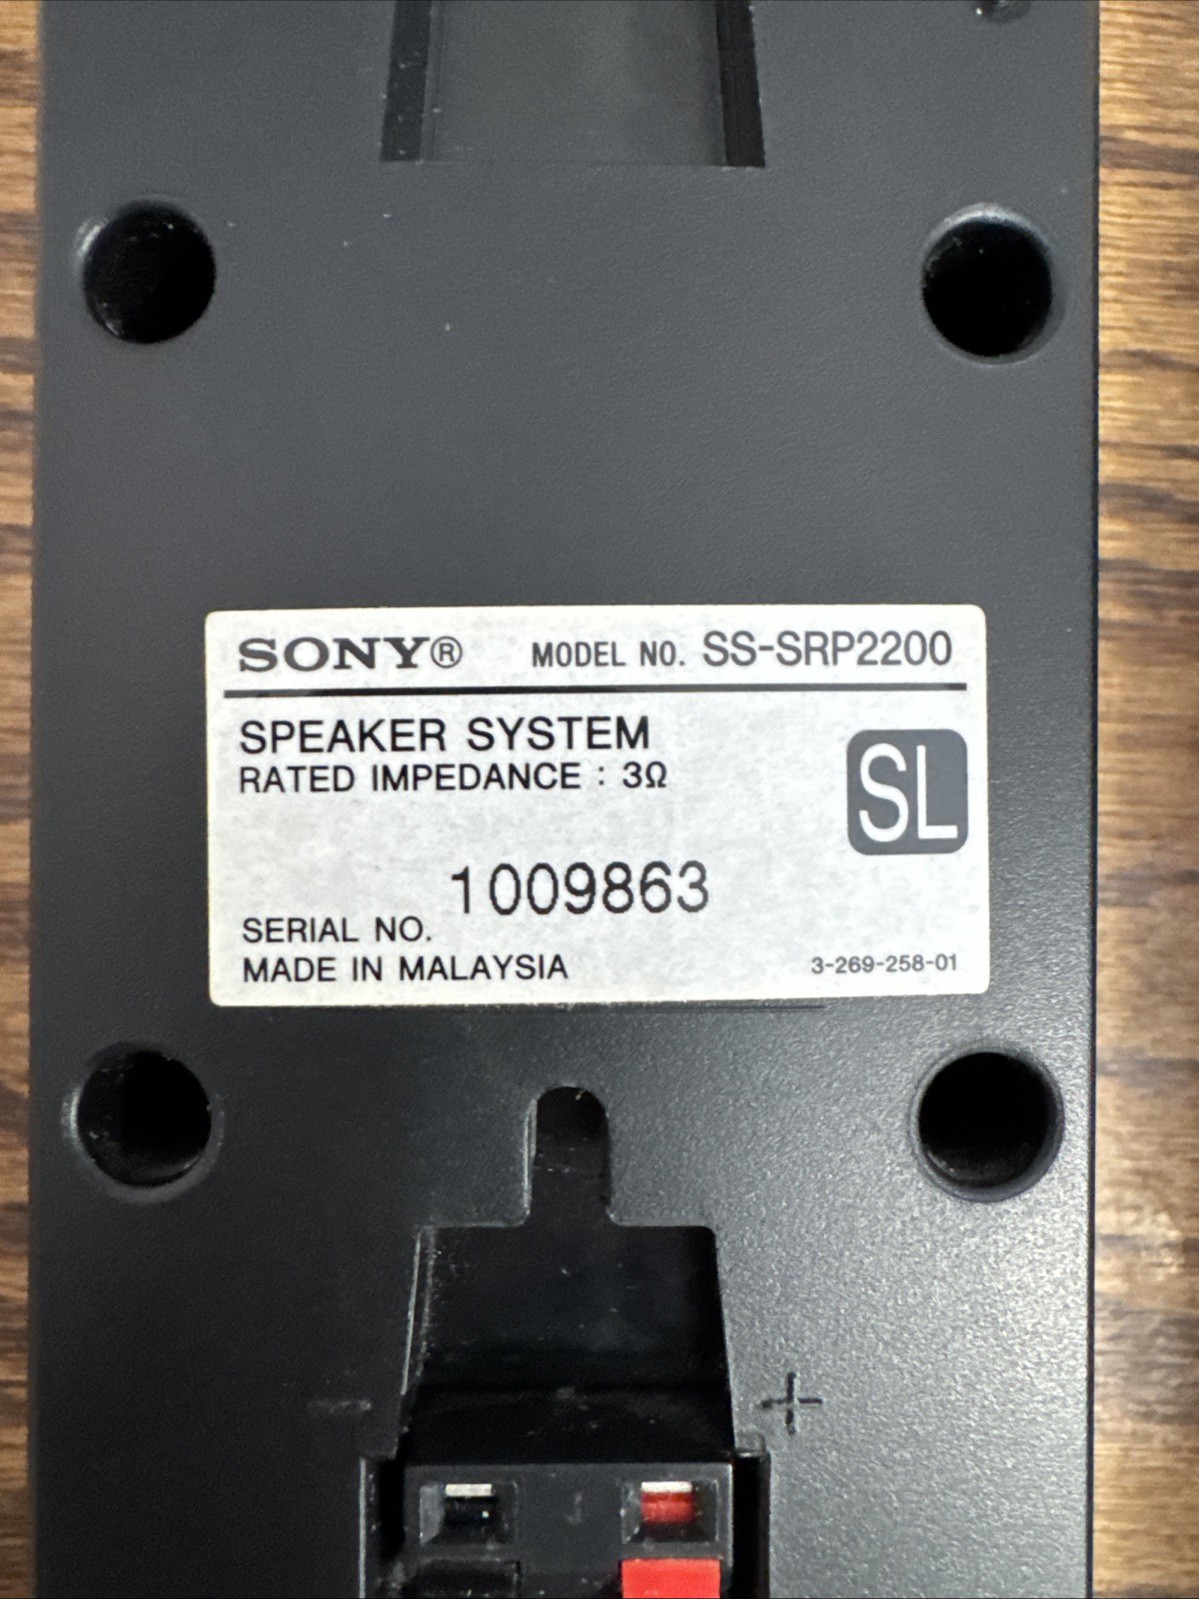 SONY® MODEL NO. SS-SRP2200
SPEAKER SYSTEM
RATED IMPEDANCE : 3Ω
SL
1009863
SERIAL NO.
MADE IN MALAYSIA
3-269-258-01
− +